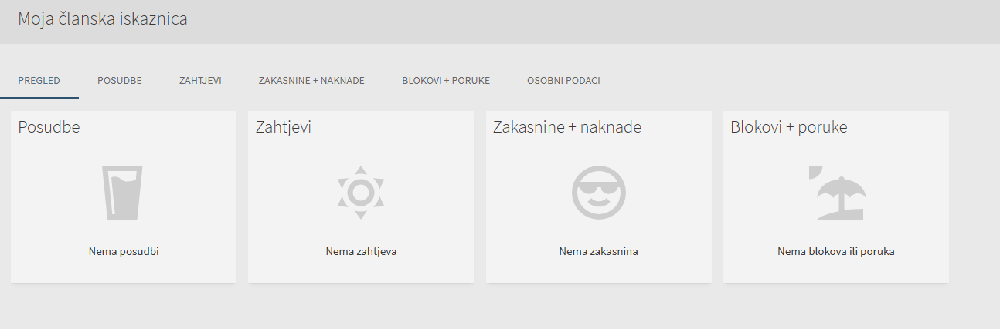 Moja članska iskaznica
PREGLED POSUDBE ZAHTJEVI ZAKASNINE + NAKNADE BLOKOVI + PORUKE OSOBNI PODACI
Posudbe
Nema posudbi
Zahtjevi
Nema zahtjeva
Zakasnine + naknade
Nema zakasnina
Blokovi + poruke
Nema blokova ili poruka